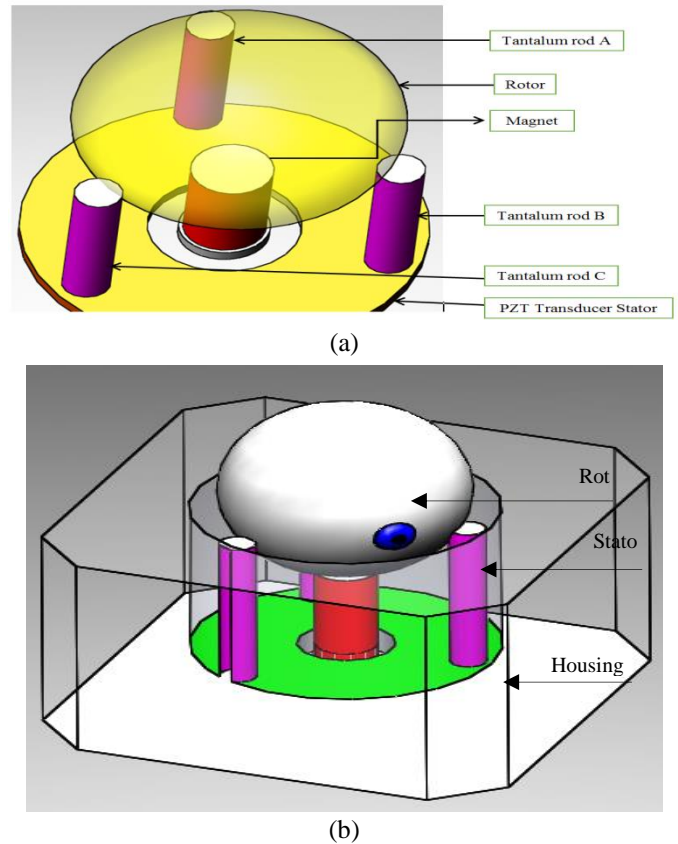 Tantalum rod A
Rotor
Magnet
Tantalum rod B
Tantalum rod C
PZT Transducer Stator
(a)
Rot
Stato
Housing
(b)